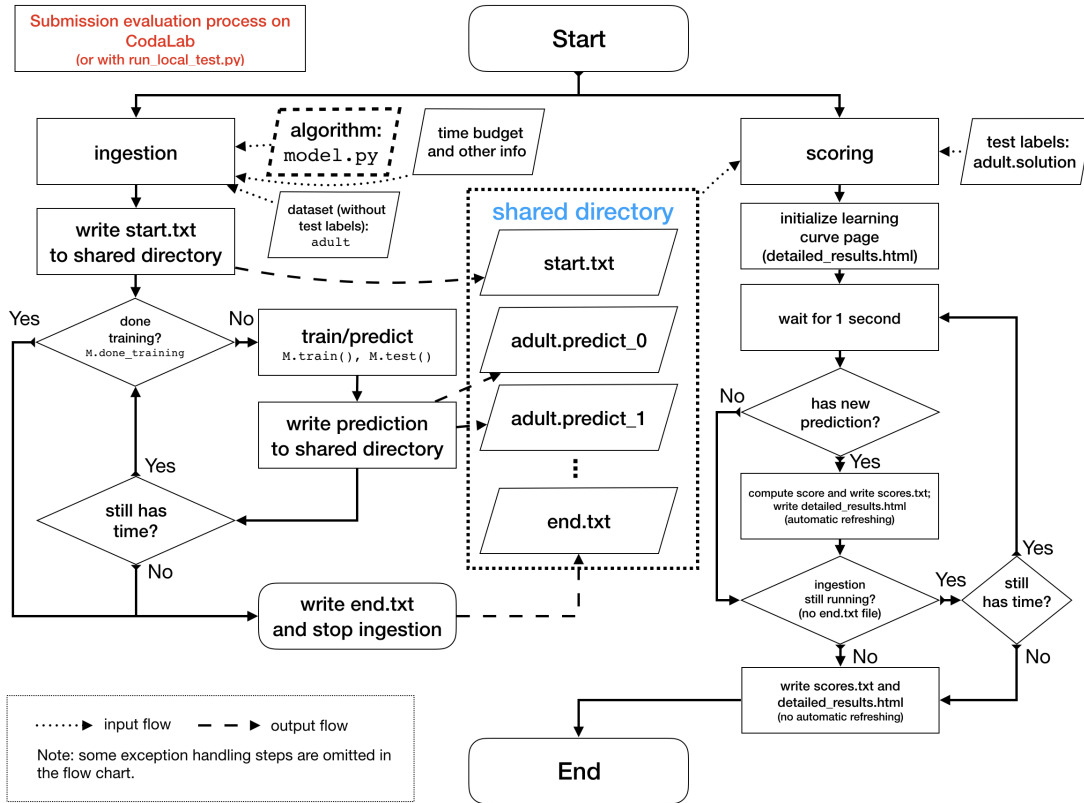 Submission evaluation process on
CodaLab
(or with run_local_test.py)
Start
ingestion
algorithm:
model.py
time budget
and other info
dataset (without
test labels):
adult
write start.txt
to shared directory
Yes
done
training?
M.done_training
No
train/predict
M.train(), M.test()
write prediction
to shared directory
Yes
still has
time?
No
write end.txt
and stop ingestion
shared directory
start.txt
adult.predict_0
adult.predict_1
end.txt
scoring
test labels:
adult.solution
initialize learning
curve page
(detailed_results.html)
wait for 1 second
No
has new
prediction?
Yes
compute score and write scores.txt;
write detailed_results.html
(automatic refreshing)
ingestion
still running?
(no end.txt file)
Yes
Yes
still
has time?
No
No
write scores.txt and
detailed_results.html
(no automatic refreshing)
End
input flow
output flow
Note: some exception handling steps are omitted in
the flow chart.